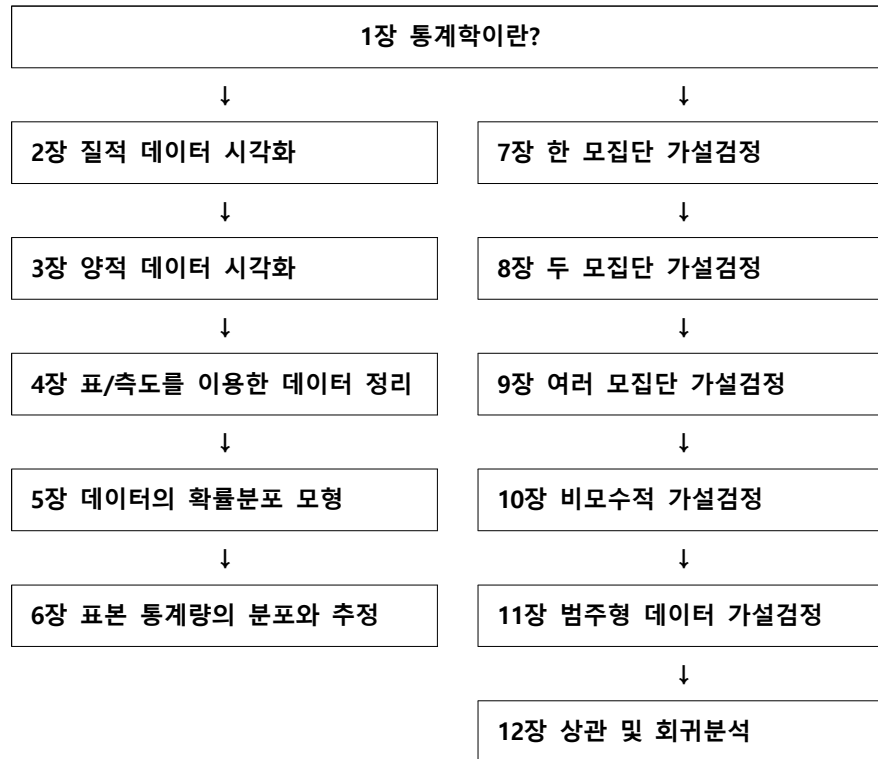 1장 통계학이란?
↓ ↓
2장 질적 데이터 시각화
7장 한 모집단 가설검정
↓ ↓
3장 양적 데이터 시각화
8장 두 모집단 가설검정
↓ ↓
4장 표/측도를 이용한 데이터 정리
9장 여러 모집단 가설검정
↓ ↓
5장 데이터의 확률분포 모형
10장 비모수적 가설검정
↓ ↓
6장 표본 통계량의 분포와 추정
11장 범주형 데이터 가설검정
↓
12장 상관 및 회귀분석